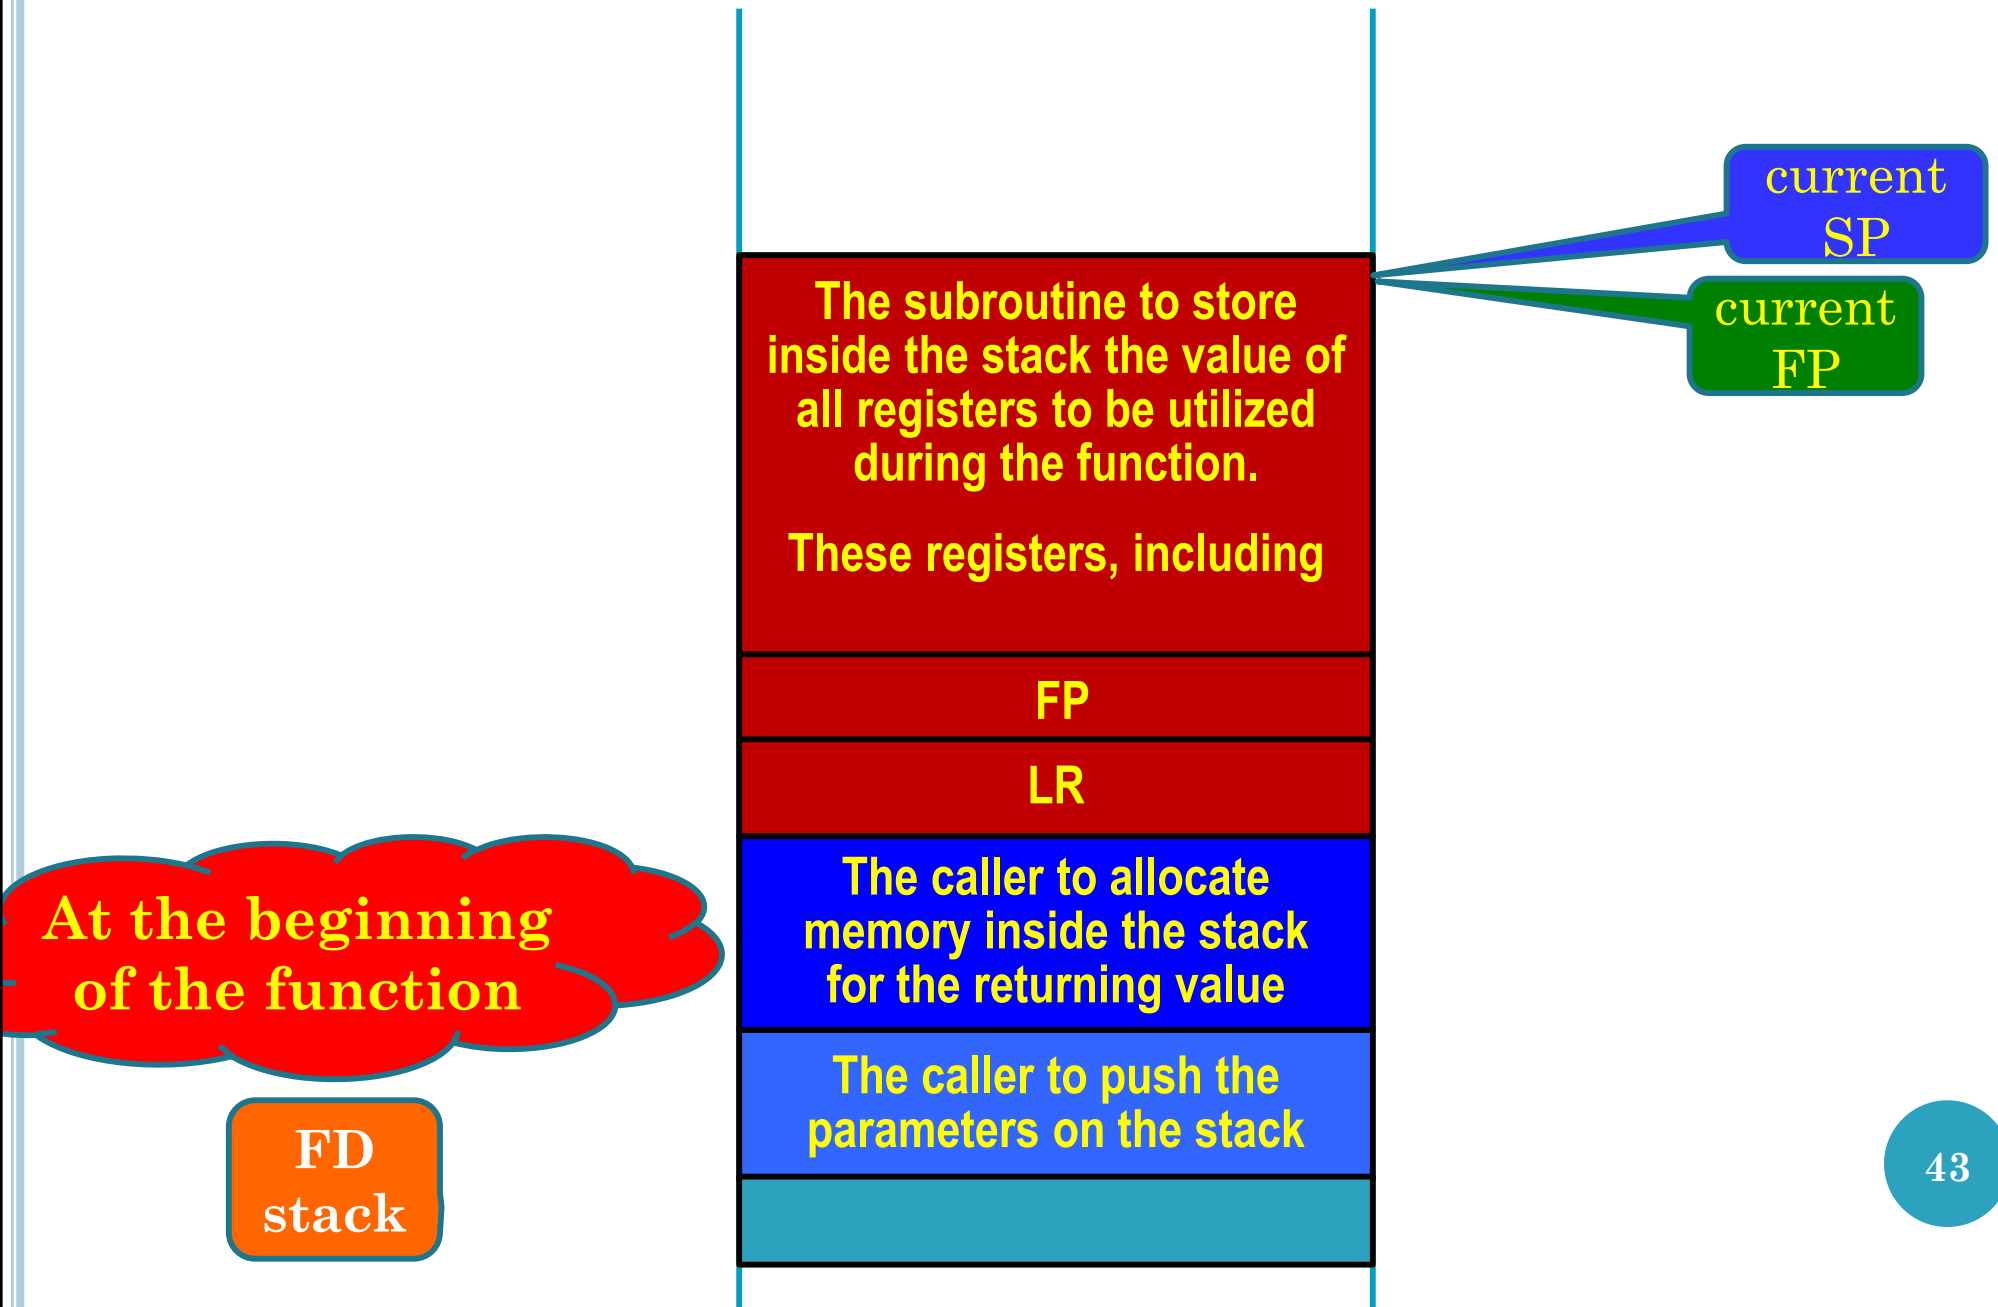 current
SP
The subroutine to store
inside the stack the value of
all registers to be utilized
during the function.
These registers, including
current
FP
FP
LR
The caller to allocate
memory inside the stack
for the returning value
At the beginning
of the function
The caller to push the
parameters on the stack
FD
stack
43